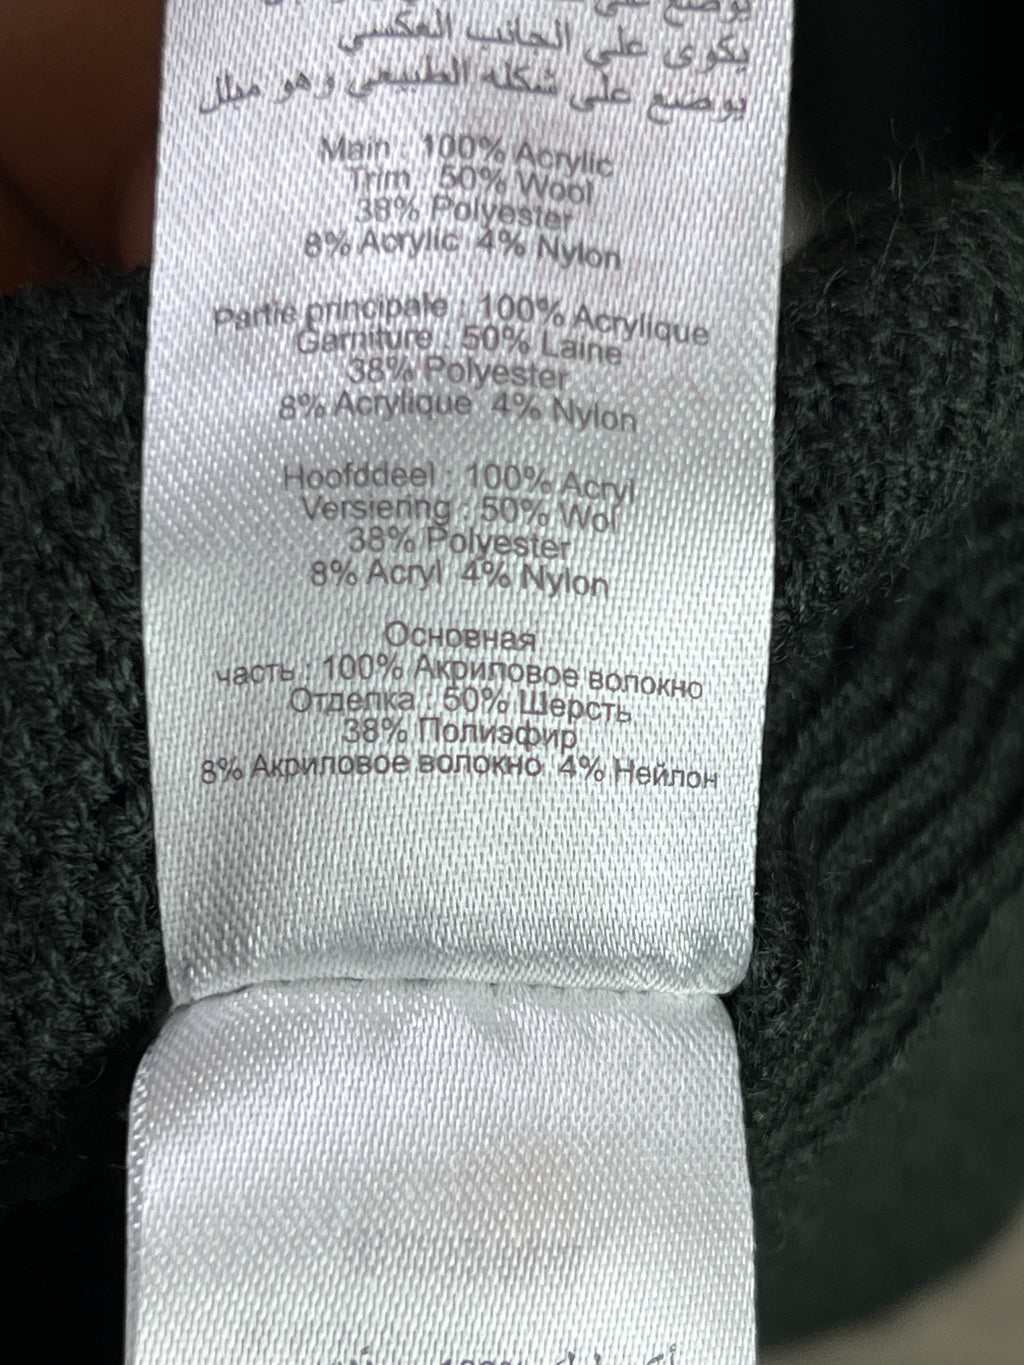 يوضع على
يكوى على الجانب العكسي
يوضع على شكله الطبيعي وهو مبلل
Main : 100% Acrylic
Trim : 50% Wool
38% Polyester
8% Acrylic 4% Nylon
Partie principale : 100% Acrylique
Garniture : 50% Laine
38% Polyester
8% Acrylique 4% Nylon
Hoofddeel : 100% Acryl
Versiering : 50% Wol
38% Polyester
8% Acryl 4% Nylon
Основная
часть : 100% Акриловое волокно
Отделка : 50% Шерсть
38% Полиэфир
8% Акриловое волокно 4% Нейлон